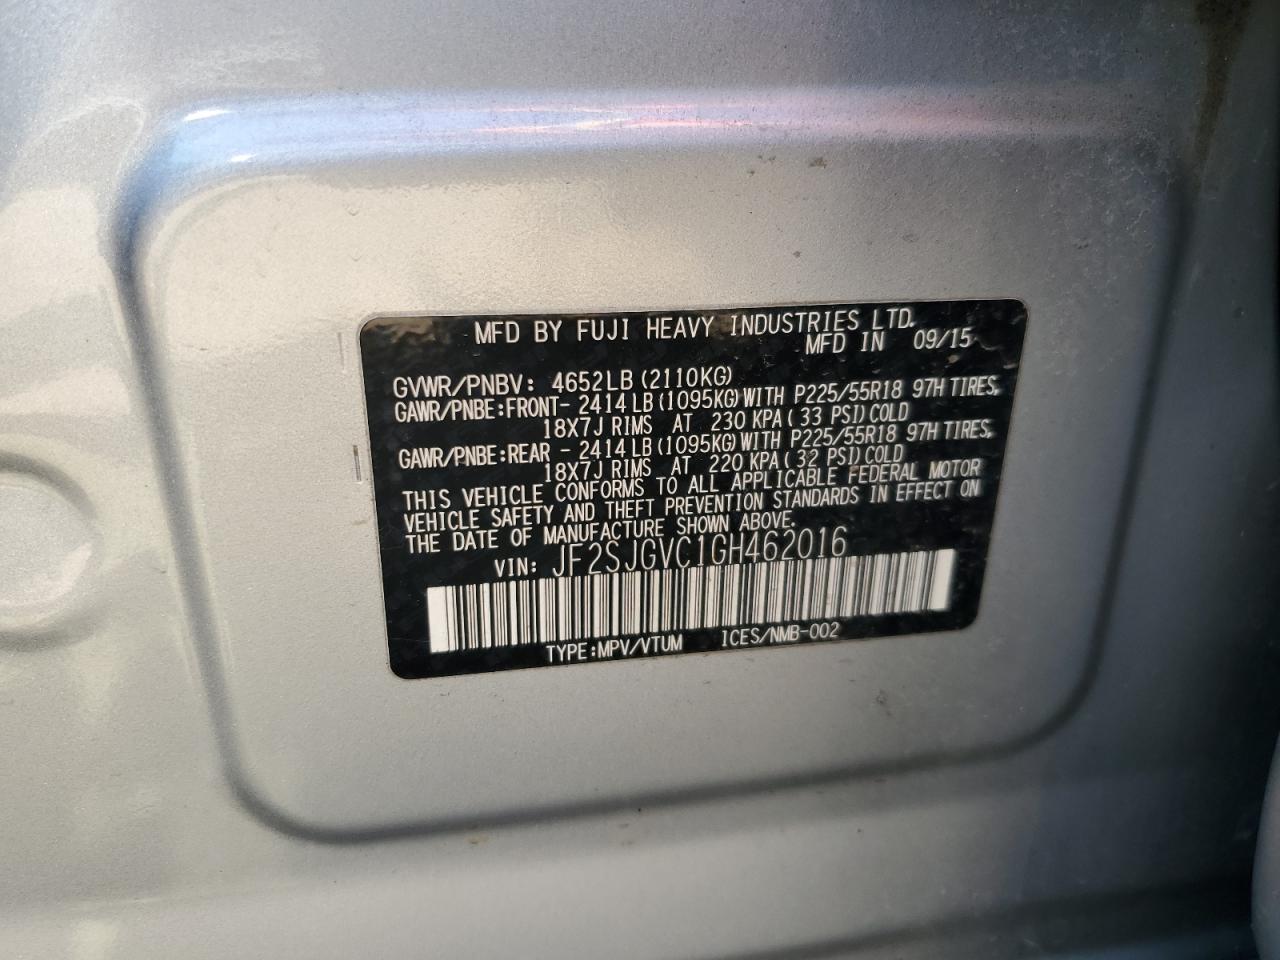 MFD BY FUJI HEAVY INDUSTRIES LTD.
MFD IN 09/15
GVWR/PNBV: 4652LB(2110KG)
GAWR/PNBE:FRONT- 2414LB(1095KG)WITH P225/55R18 97H TIRES,
18X7J RIMS AT 230 KPA( 33 PSI)COLD
GAWR/PNBE:REAR - 2414LB(1095KG)WITH P225/55R18 97H TIRES,
18X7J RIMS AT 220 KPA( 32 PSI)COLD
THIS VEHICLE CONFORMS TO ALL APPLICABLE FEDERAL MOTOR
VEHICLE SAFETY AND THEFT PREVENTION STANDARDS IN EFFECT ON
THE DATE OF MANUFACTURE SHOWN ABOVE.
VIN: JF2SJGVC1GH462016
TYPE:MPV/VTUM ICES/NMB-002